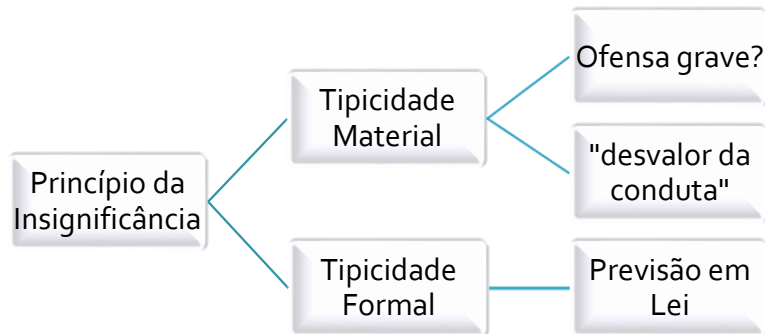 Princípio da
Insignificância
Tipicidade
Material
Ofensa grave?
"desvalor da
conduta"
Tipicidade
Formal
Previsão em
Lei